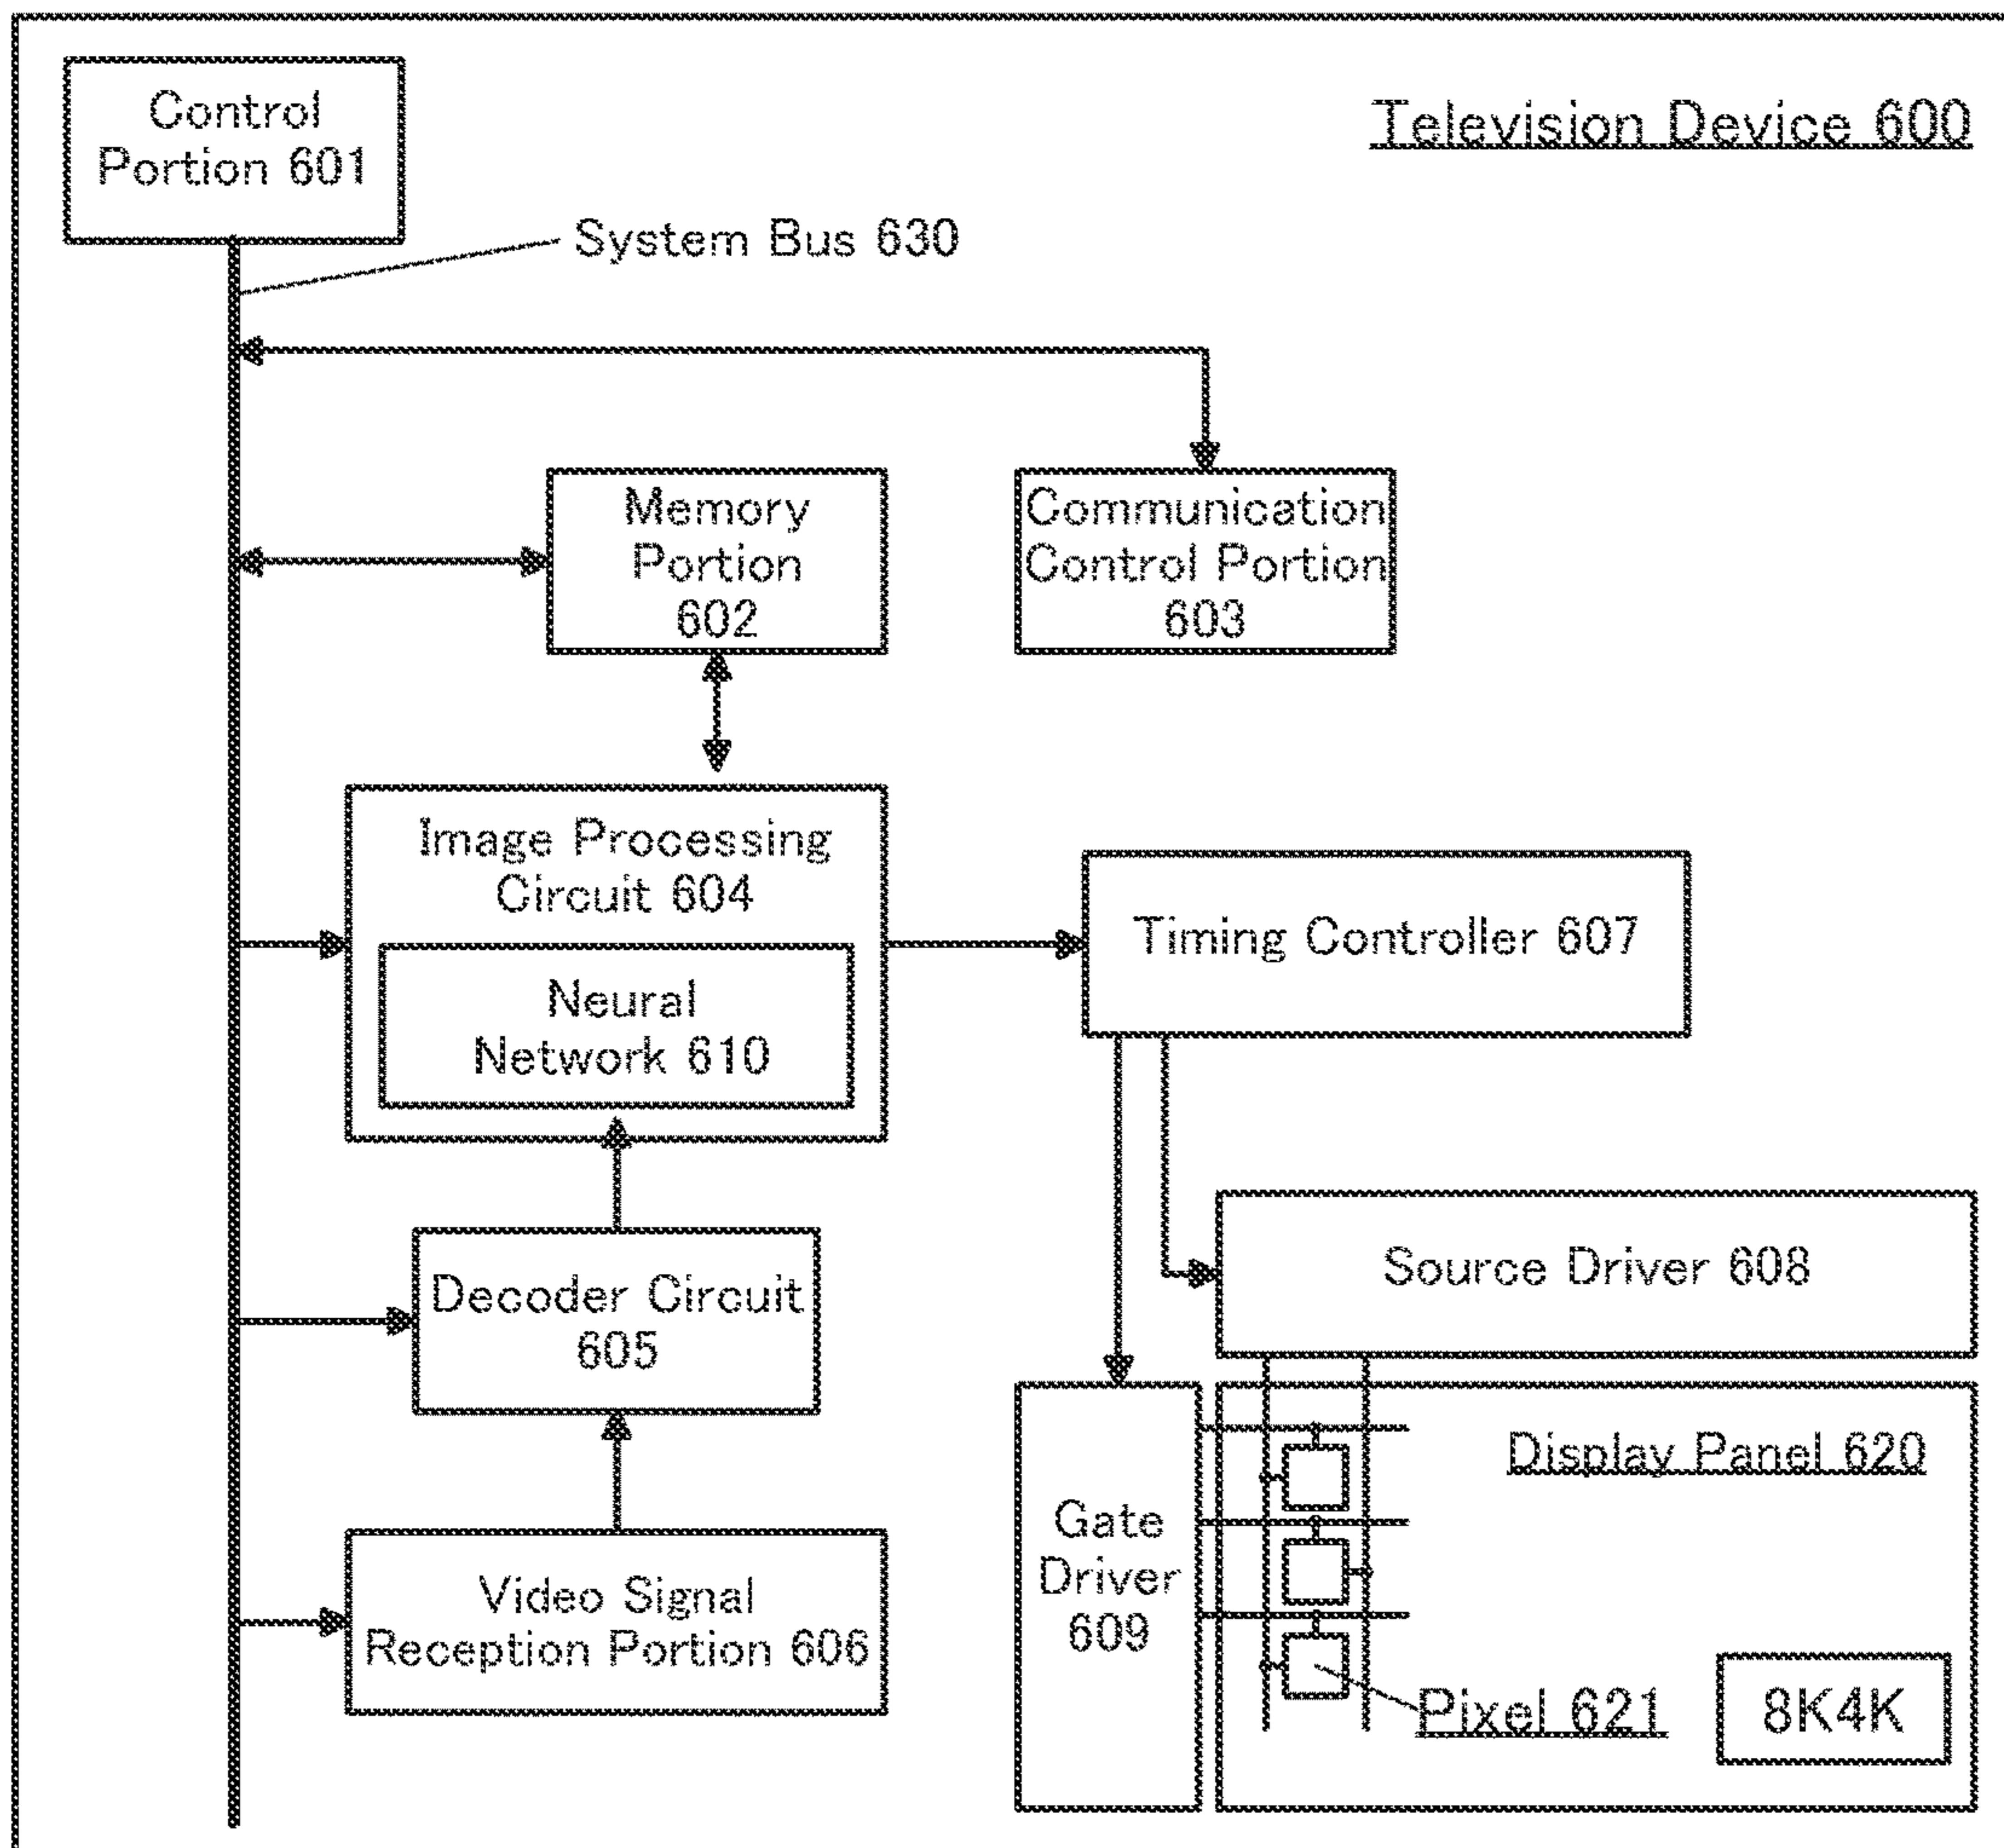 Control
Portion 601
Television Device 600
System Bus 630
Memory
Portion
602
Communication
Control Portion
603
Image Processing
Circuit 604
Neural
Network 610
Timing Controller 607
Decoder Circuit
605
Source Driver 608
Video Signal
Reception Portion 606
Gate
Driver
609
Display Panel 620
Pixel 621
8K4K